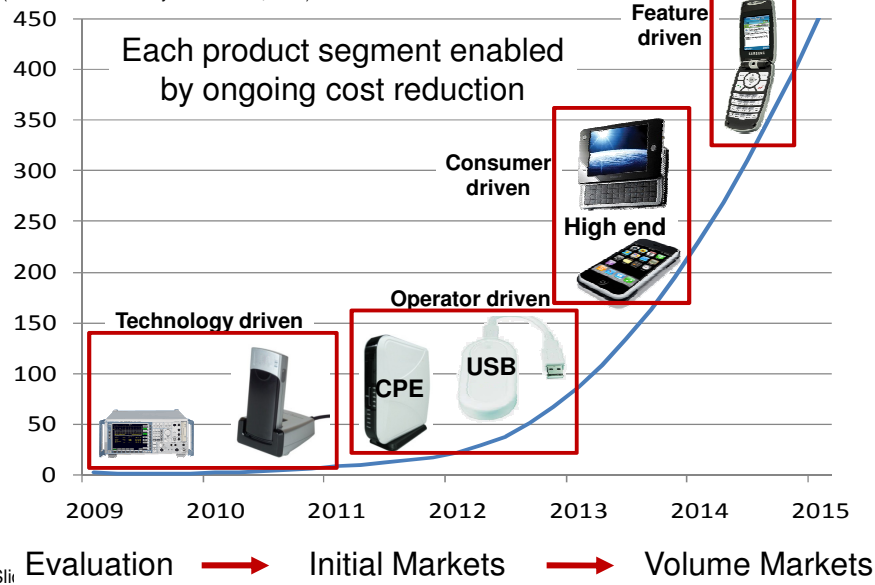 450
Feature
driven
Each product segment enabled
by ongoing cost reduction
400
350
Consumer
driven
300
250
High end
200
Operator driven
150
Technology driven
100
CPE
USB
50
0
2009 2010 2011 2012 2013 2014 2015
Evaluation Initial Markets Volume Markets